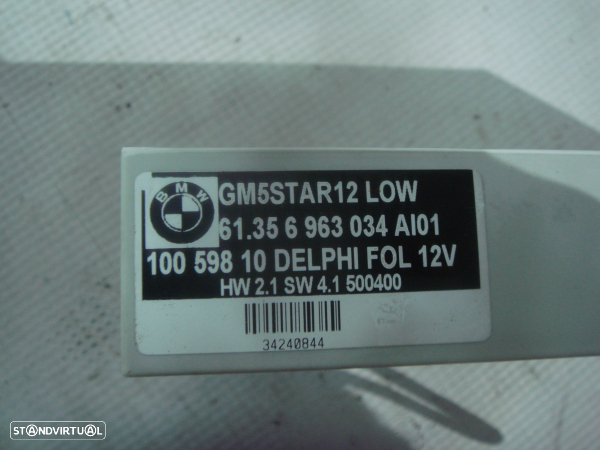 BMW
GM5STAR12 LOW
61.35 6 963 034 AI01
100 598 10 DELPHI FOL 12V
HW 2.1 SW 4.1 500400
34240844
STANDVIRTUAL